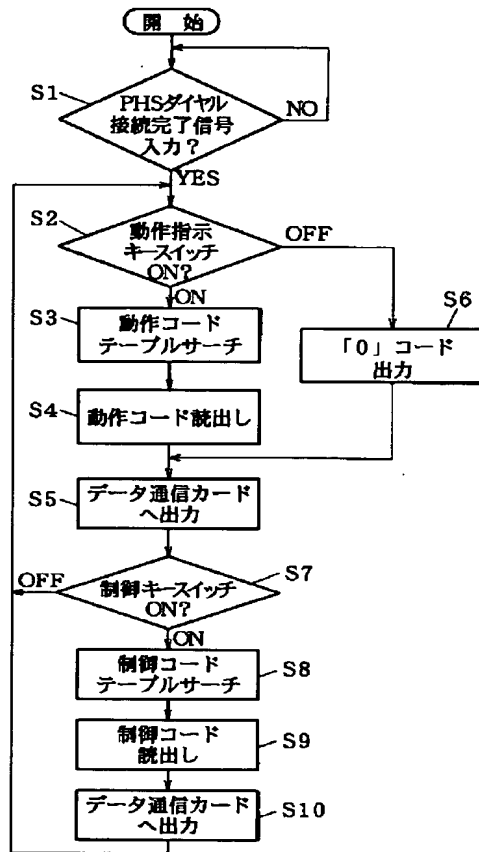 開 始
S1
PHSダイヤル
接続完了信号
入力?
NO
YES
S2
動作指示
キースイッチ
ON?
OFF
ON
S3
動作コード
テーブルサーチ
S6
「0」コード
出力
S4
動作コード読出し
S5
データ通信カード
へ出力
OFF
制御キースイッチ
ON?
S7
ON
制御コード
テーブルサーチ
S8
制御コード
読出し
S9
データ通信カード
へ出力
S10